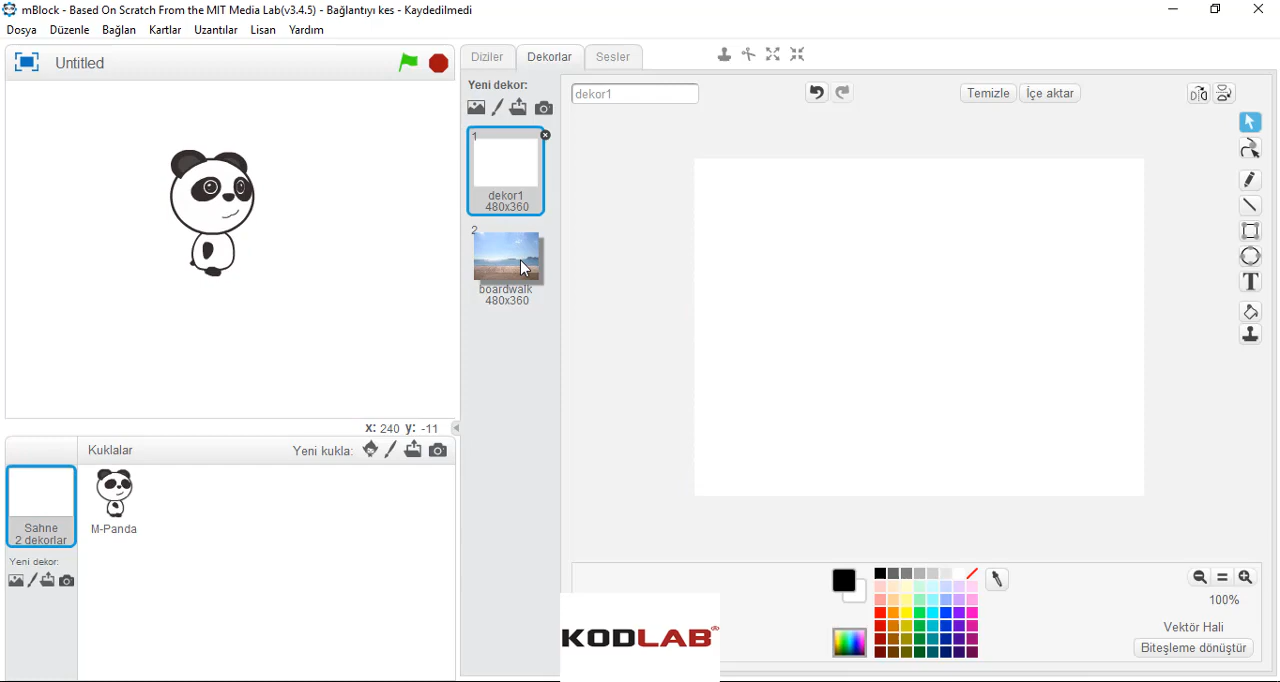 mBlock - Based On Scratch From the MIT Media Lab(v3.4.5) - Bağlantıyı kes - Kaydedilmedi
Dosya Düzenle Bağlan Kartlar Uzantılar Lisan Yardım
Untitled
Diziler Dekorlar Sesler
Yeni dekor:
dekor1
Temizle İçe aktar
1
dekor1
480x360
2
boardwalk
480x360
x: 240 y: -11
Kuklalar
Yeni kukla:
Sahne
2 dekorlar
M-Panda
Yeni dekor:
T
100%
Vektör Hali
Biteşleme dönüştür
KODLAB